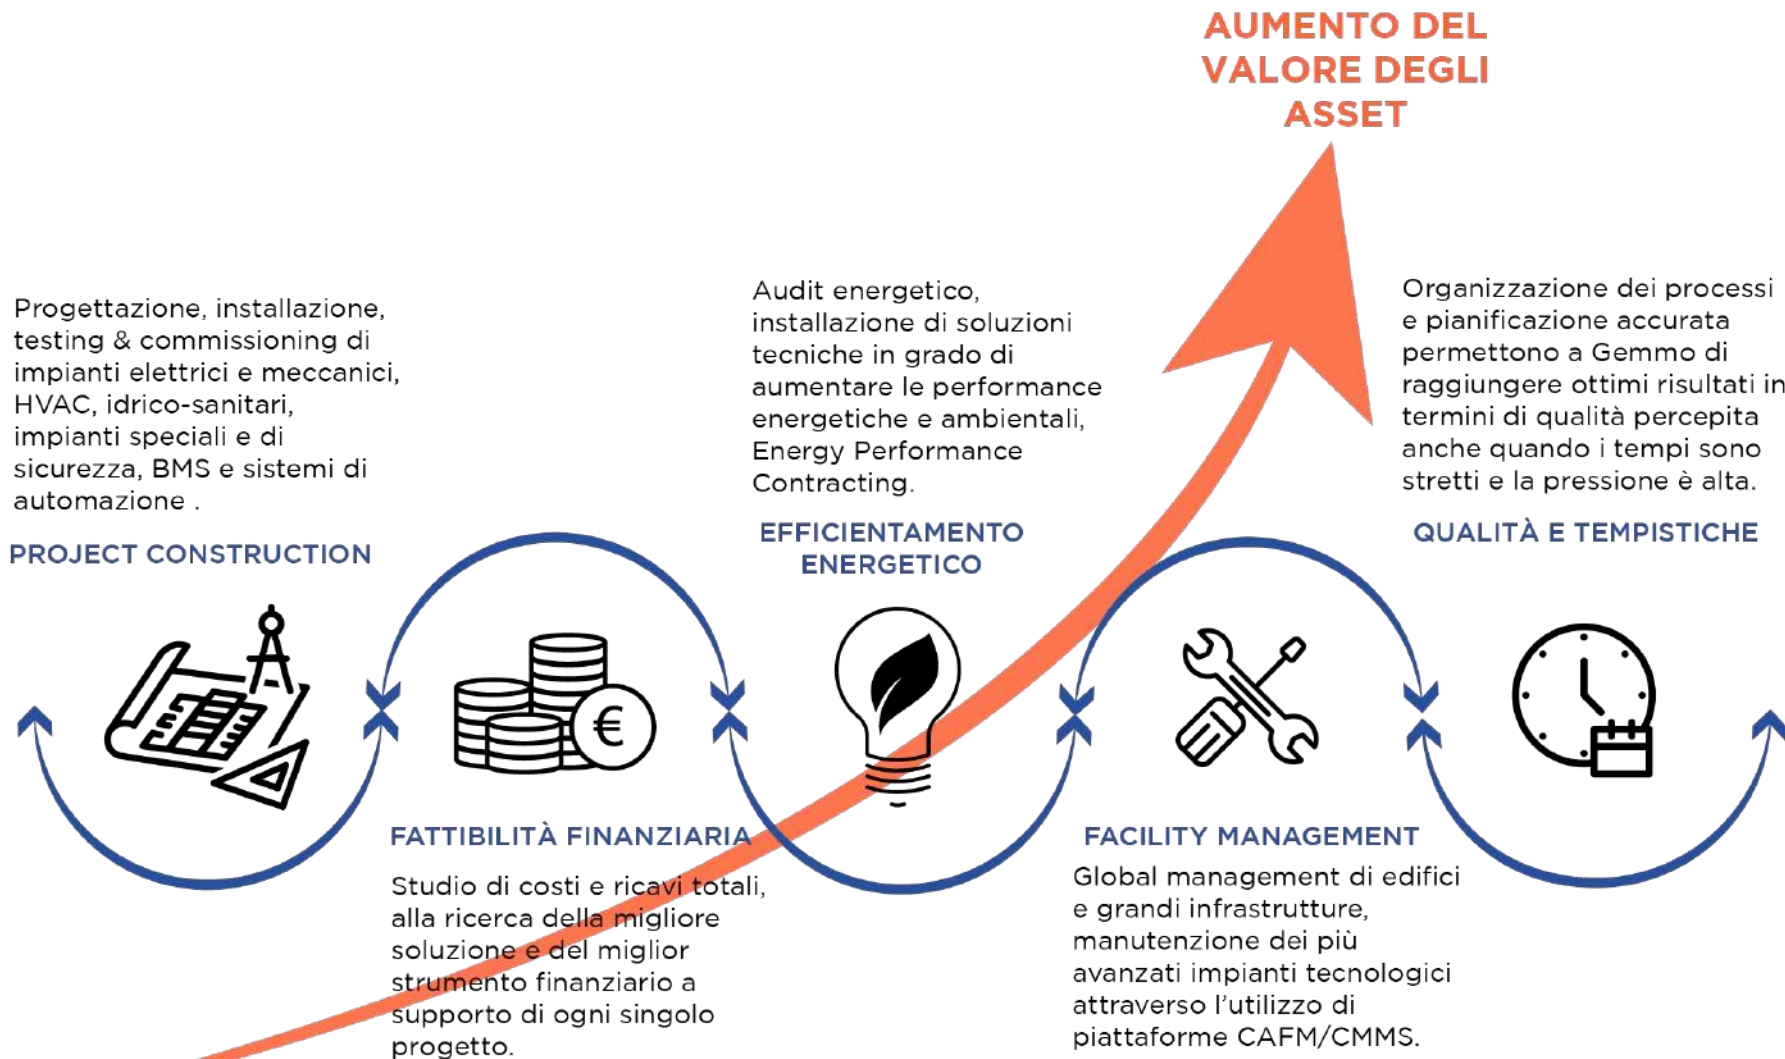 AUMENTO DEL
VALORE DEGLI
ASSET
Progettazione, installazione,
testing & commissioning di
impianti elettrici e meccanici,
HVAC, idrico-sanitari,
impianti speciali e di
sicurezza, BMS e sistemi di
automazione .
PROJECT CONSTRUCTION
FATTIBILITÀ FINANZIARIA
Studio di costi e ricavi totali,
alla ricerca della migliore
soluzione e del miglior
strumento finanziario a
supporto di ogni singolo
progetto.
Audit energetico,
installazione di soluzioni
tecniche in grado di
aumentare le performance
energetiche e ambientali,
Energy Performance
Contracting.
EFFICIENTAMENTO
ENERGETICO
FACILITY MANAGEMENT
Global management di edifici
e grandi infrastrutture,
manutenzione dei più
avanzati impianti tecnologici
attraverso l'utilizzo di
piattaforme CAFM/CMMS.
Organizzazione dei processi
e pianificazione accurata
permettono a Gemmo di
raggiungere ottimi risultati in
termini di qualità percepita
anche quando i tempi sono
stretti e la pressione è alta.
QUALITÀ E TEMPISTICHE
€